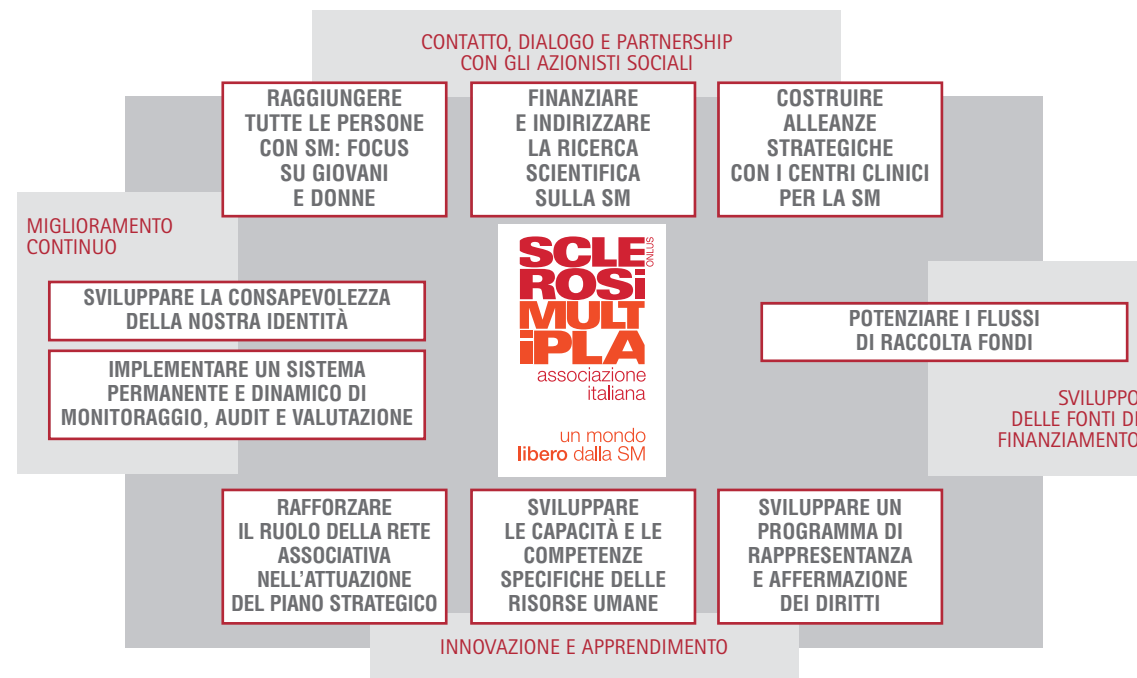 CONTATTO, DIALOGO E PARTNERSHIP
CON GLI AZIONISTI SOCIALI
RAGGIUNGERE
TUTTE LE PERSONE
CON SM: FOCUS
SU GIOVANI
E DONNE
FINANZIARE
E INDIRIZZARE
LA RICERCA
SCIENTIFICA
SULLA SM
COSTRUIRE
ALLEANZE
STRATEGICHE
CON I CENTRI CLINICI
PER LA SM
MIGLIORAMENTO
CONTINUO
SVILUPPARE LA CONSAPEVOLEZZA
DELLA NOSTRA IDENTITÀ
IMPLEMENTARE UN SISTEMA
PERMANENTE E DINAMICO DI
MONITORAGGIO, AUDIT E VALUTAZIONE
SCLE
ROSi
MULT
iPLA
ONLUS
associazione
italiana
un mondo
libero dalla SM
POTENZIARE I FLUSSI
DI RACCOLTA FONDI
SVILUPPO
DELLE FONTI DI
FINANZIAMENTO
RAFFORZARE
IL RUOLO DELLA RETE
ASSOCIATIVA
NELL'ATTUAZIONE
DEL PIANO STRATEGICO
SVILUPPARE
LE CAPACITÀ E LE
COMPETENZE
SPECIFICHE DELLE
RISORSE UMANE
SVILUPPARE UN
PROGRAMMA DI
RAPPRESENTANZA
E AFFERMAZIONE
DEI DIRITTI
INNOVAZIONE E APPRENDIMENTO